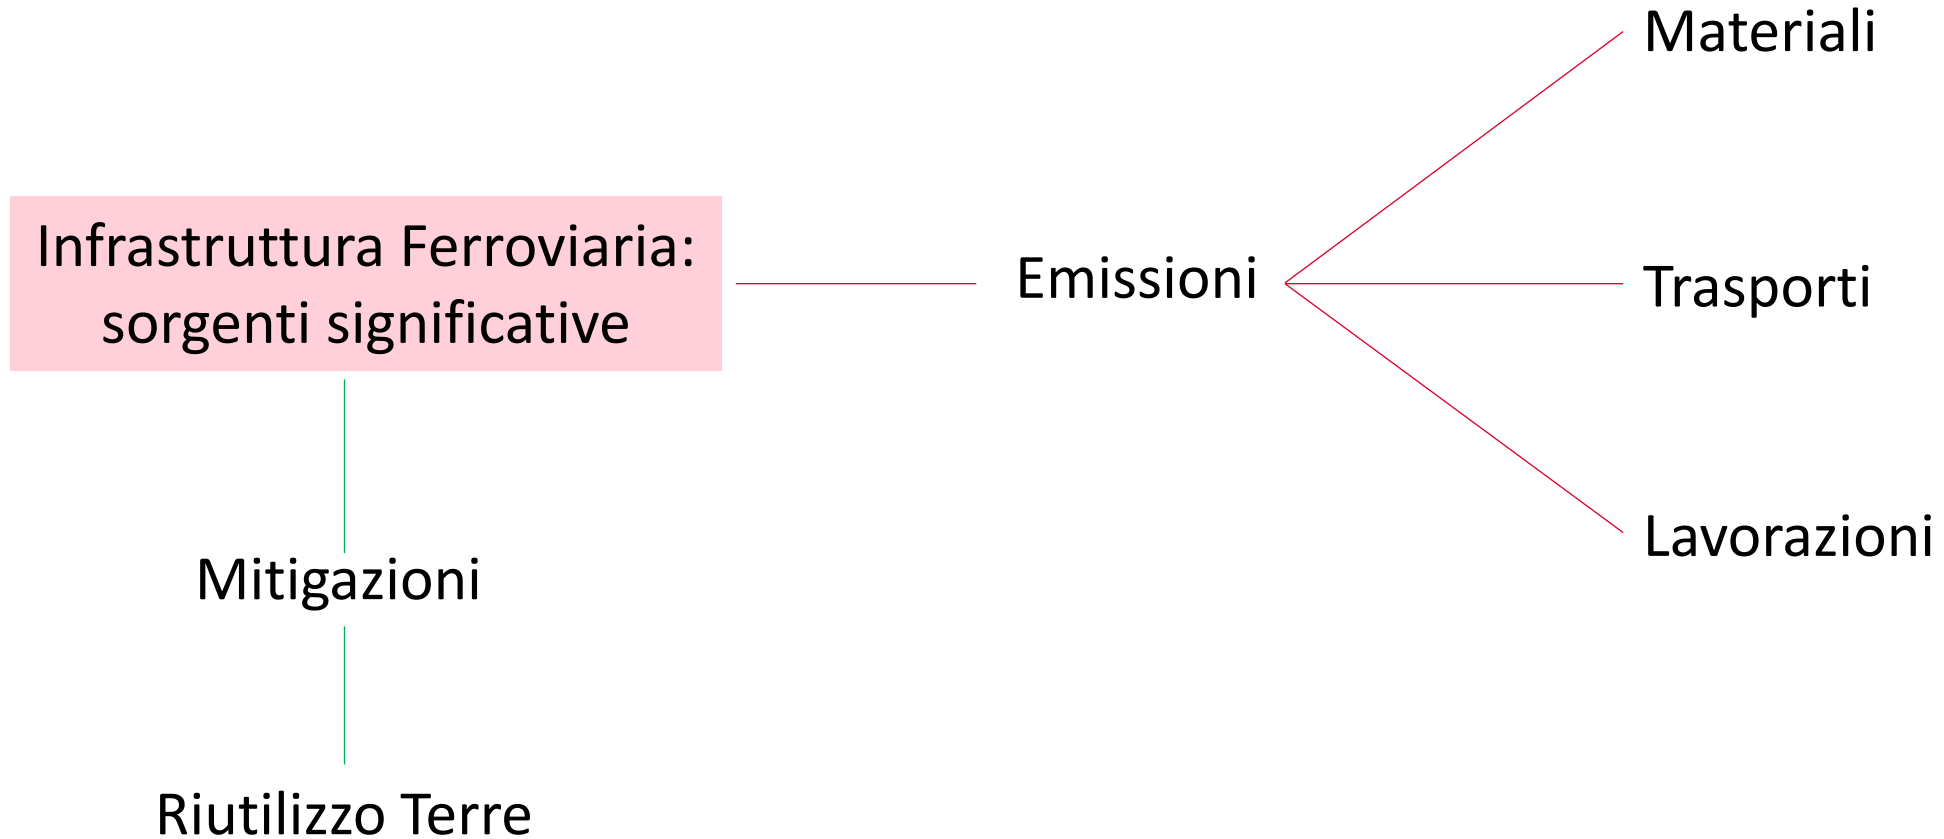 Materiali
Infrastruttura Ferroviaria:
sorgenti significative
Emissioni
Trasporti
Lavorazioni
Mitigazioni
Riutilizzo Terre